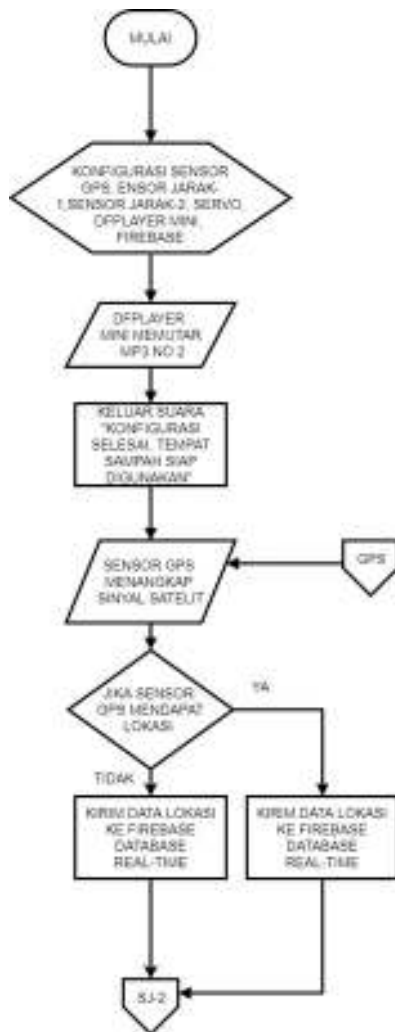 MULAI
KONFIGURASI SENSOR
GPS, ENSOR JARAK-
1,SENSOR JARAK-2, SERVO,
DFPLAYER MINI,
FIREBASE
DFPLAYER
MINI MEMUTAR
MP3 NO 2
KELUAR SUARA
"KONFIGURASI
SELESAI, TEMPAT
SAMPAH SIAP
DIGUNAKAN"
SENSOR GPS
MENANGKAP
SINYAL SATELIT
GPS
JIKA SENSOR
GPS MENDAPAT
LOKASI
YA
TIDAK
KIRIM DATA LOKASI
KE FIREBASE
DATABASE
REAL-TIME
KIRIM DATA LOKASI
KE FIREBASE
DATABASE
REAL-TIME
SJ-2